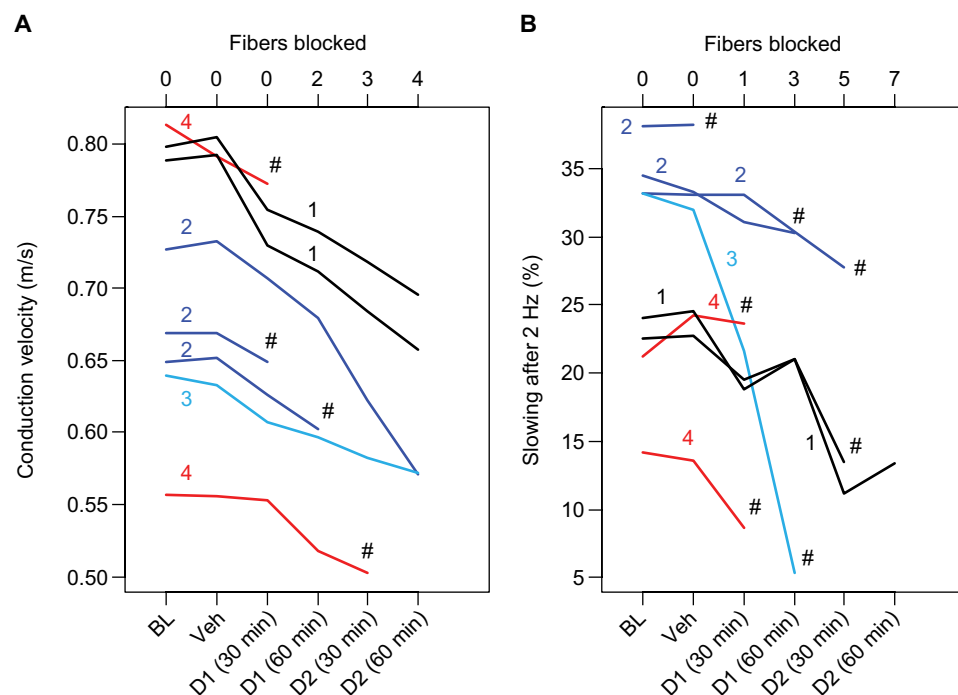 A
Fibers blocked
0 0 0 2 3 4
Conduction velocity (m/s)
0.80
0.75
0.70
0.65
0.60
0.55
0.50
4
#
1
1
2
2
#
2
#
3
4
#
BL
Veh
D1 (30 min)
D1 (60 min)
D2 (30 min)
D2 (60 min)
B
Fibers blocked
0 0 1 3 5 7
Slowing after 2 Hz (%)
35
30
25
20
15
10
5
2
#
2
2
#
3
#
1
4
#
1
#
4
#
#
BL
Veh
D1 (30 min)
D1 (60 min)
D2 (30 min)
D2 (60 min)